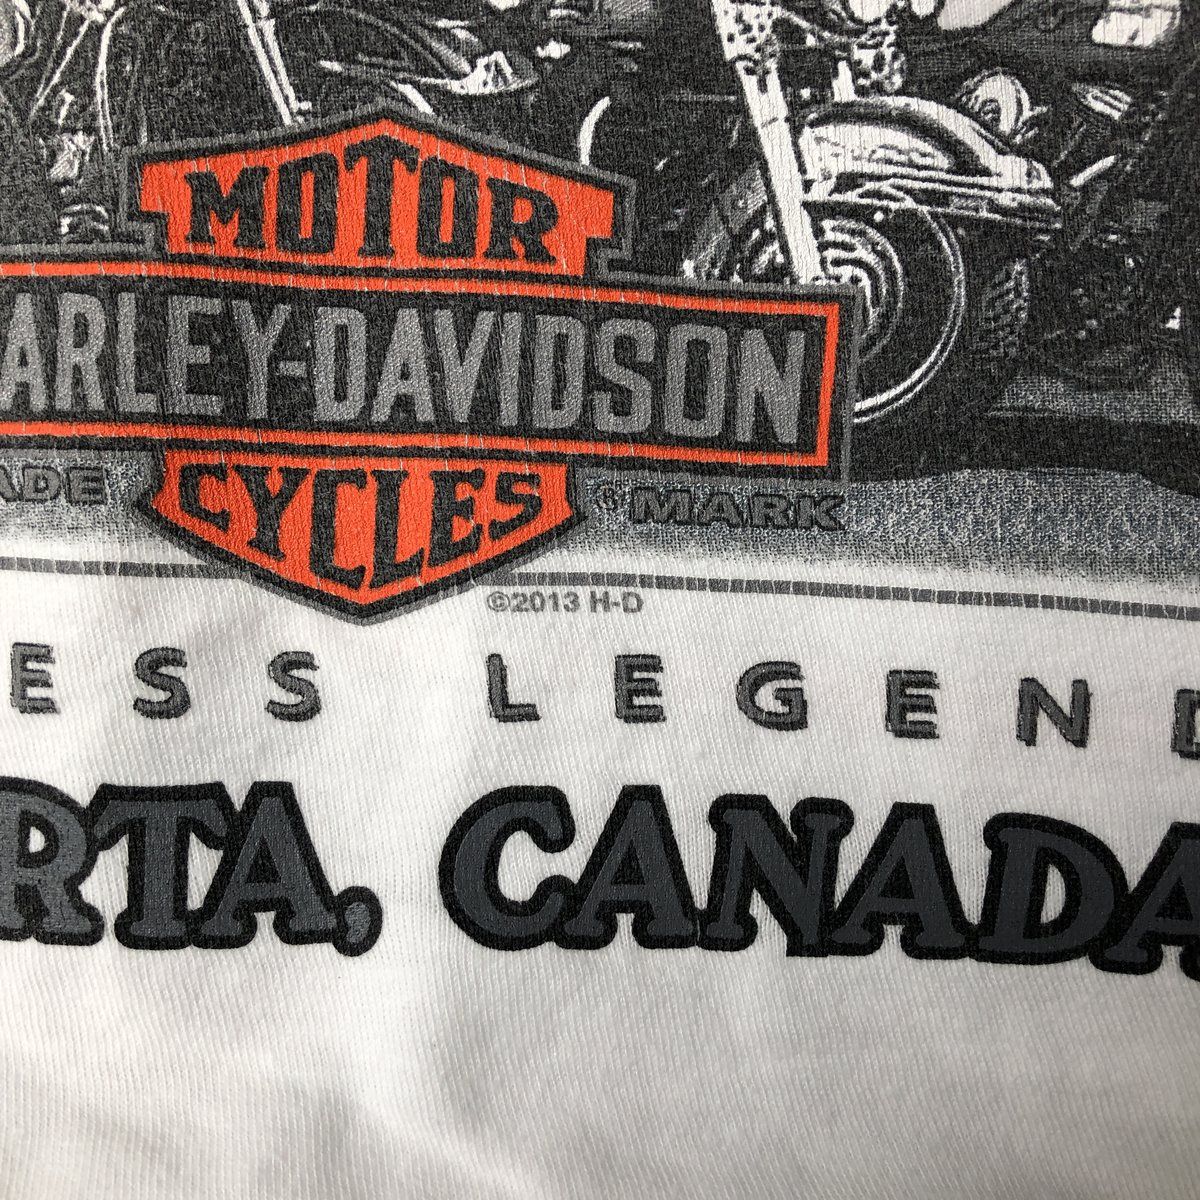 MOTOR
ARLEY-DAVIDSON
ADE CYCLES ® MARK
©2013 H-D
ESS LEGEND
RTA, CANADA